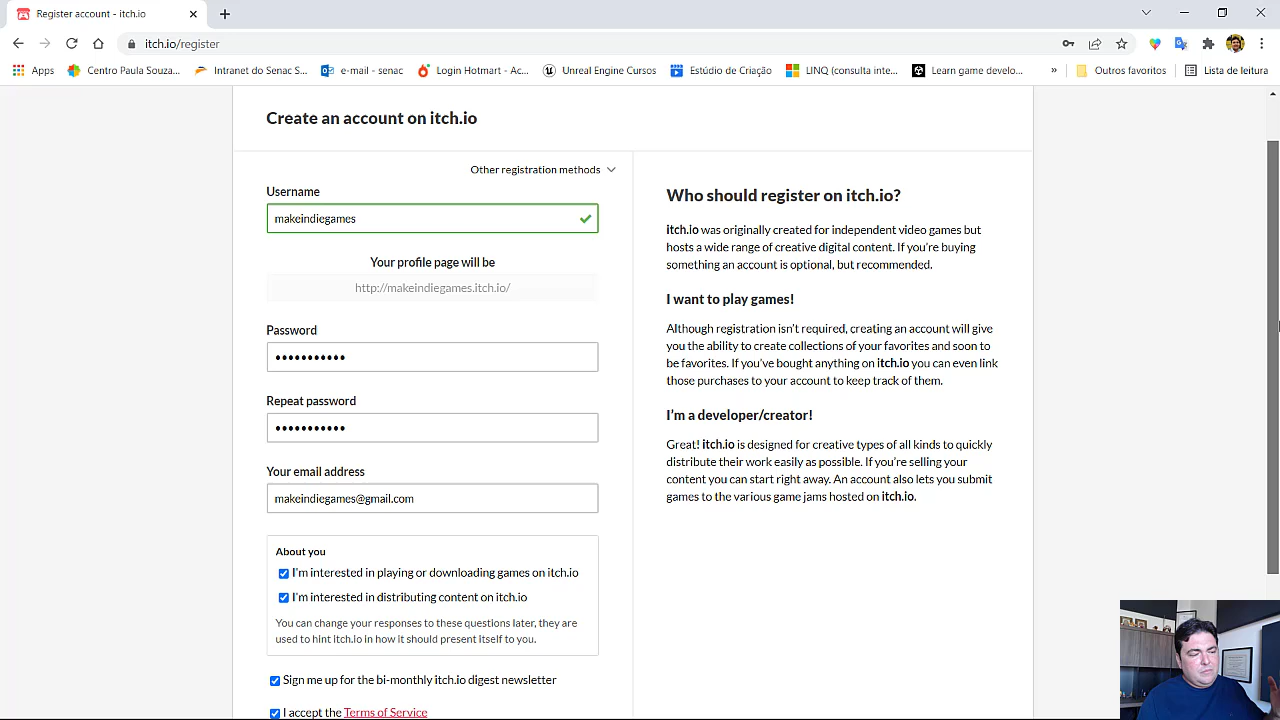 Register account - itch.io
itch.io/register
Apps
Centro Paula Souza...
Intranet do Senac S...
e-mail - senac
Login Hotmart - Ac...
Unreal Engine Cursos
Estúdio de Criação
LINQ (consulta inte...
Learn game develo...
»
Outros favoritos
Lista de leitura
Create an account on itch.io
Other registration methods
Username
makeindiegames
Your profile page will be
http://makeindiegames.itch.io/
Password
•••••••••••
Repeat password
•••••••••••
Your email address
makeindiegames@gmail.com
About you
I'm interested in playing or downloading games on itch.io
I'm interested in distributing content on itch.io
You can change your responses to these questions later, they are
used to hint itch.io in how it should present itself to you.
Sign me up for the bi-monthly itch.io digest newsletter
I accept the Terms of Service
Who should register on itch.io?
itch.io was originally created for independent video games but
hosts a wide range of creative digital content. If you're buying
something an account is optional, but recommended.
I want to play games!
Although registration isn't required, creating an account will give
you the ability to create collections of your favorites and soon to
be favorites. If you've bought anything on itch.io you can even link
those purchases to your account to keep track of them.
I'm a developer/creator!
Great! itch.io is designed for creative types of all kinds to quickly
distribute their work easily as possible. If you're selling your
content you can start right away. An account also lets you submit
games to the various game jams hosted on itch.io.